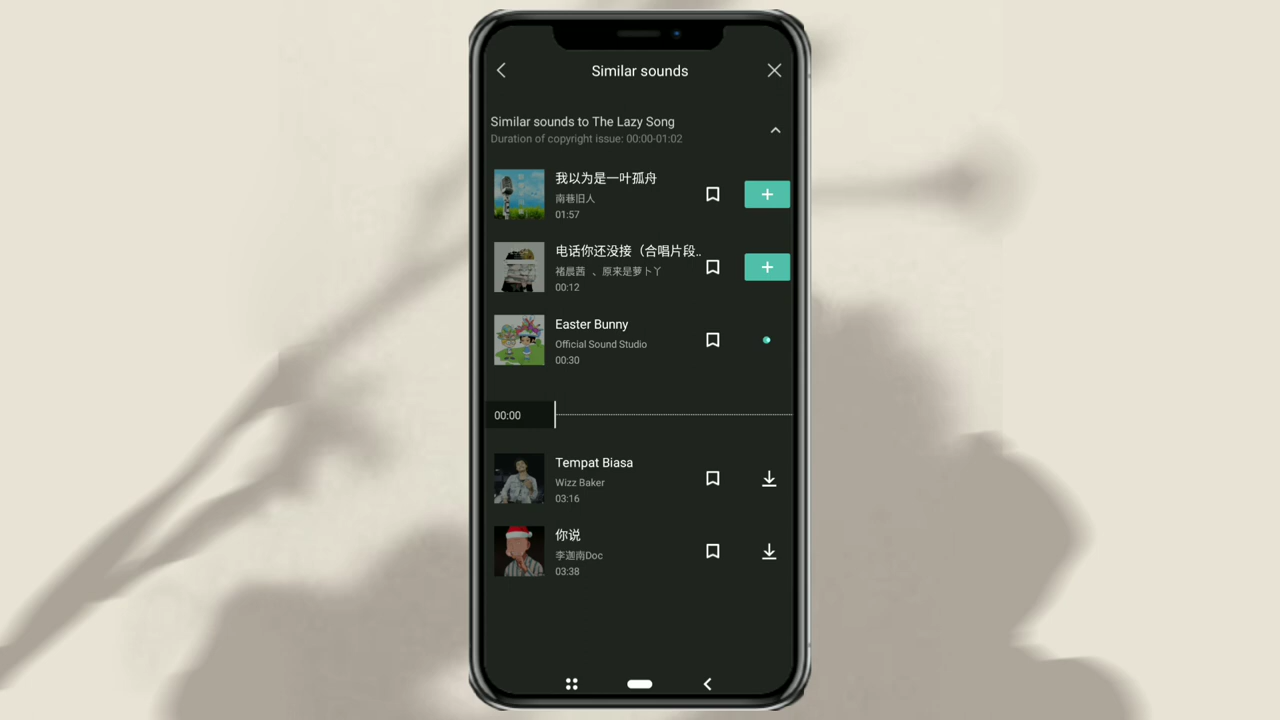 Similar sounds
Similar sounds to The Lazy Song
Duration of copyright issue: 00:00-01:02
我以为是一叶孤舟
南巷旧人
01:57
电话你还没接（合唱片段..
褚晨茜 、原来是萝卜丫
00:12
Easter Bunny
Official Sound Studio
00:30
00:00
Tempat Biasa
Wizz Baker
03:16
你说
李迦南Doc
03:38